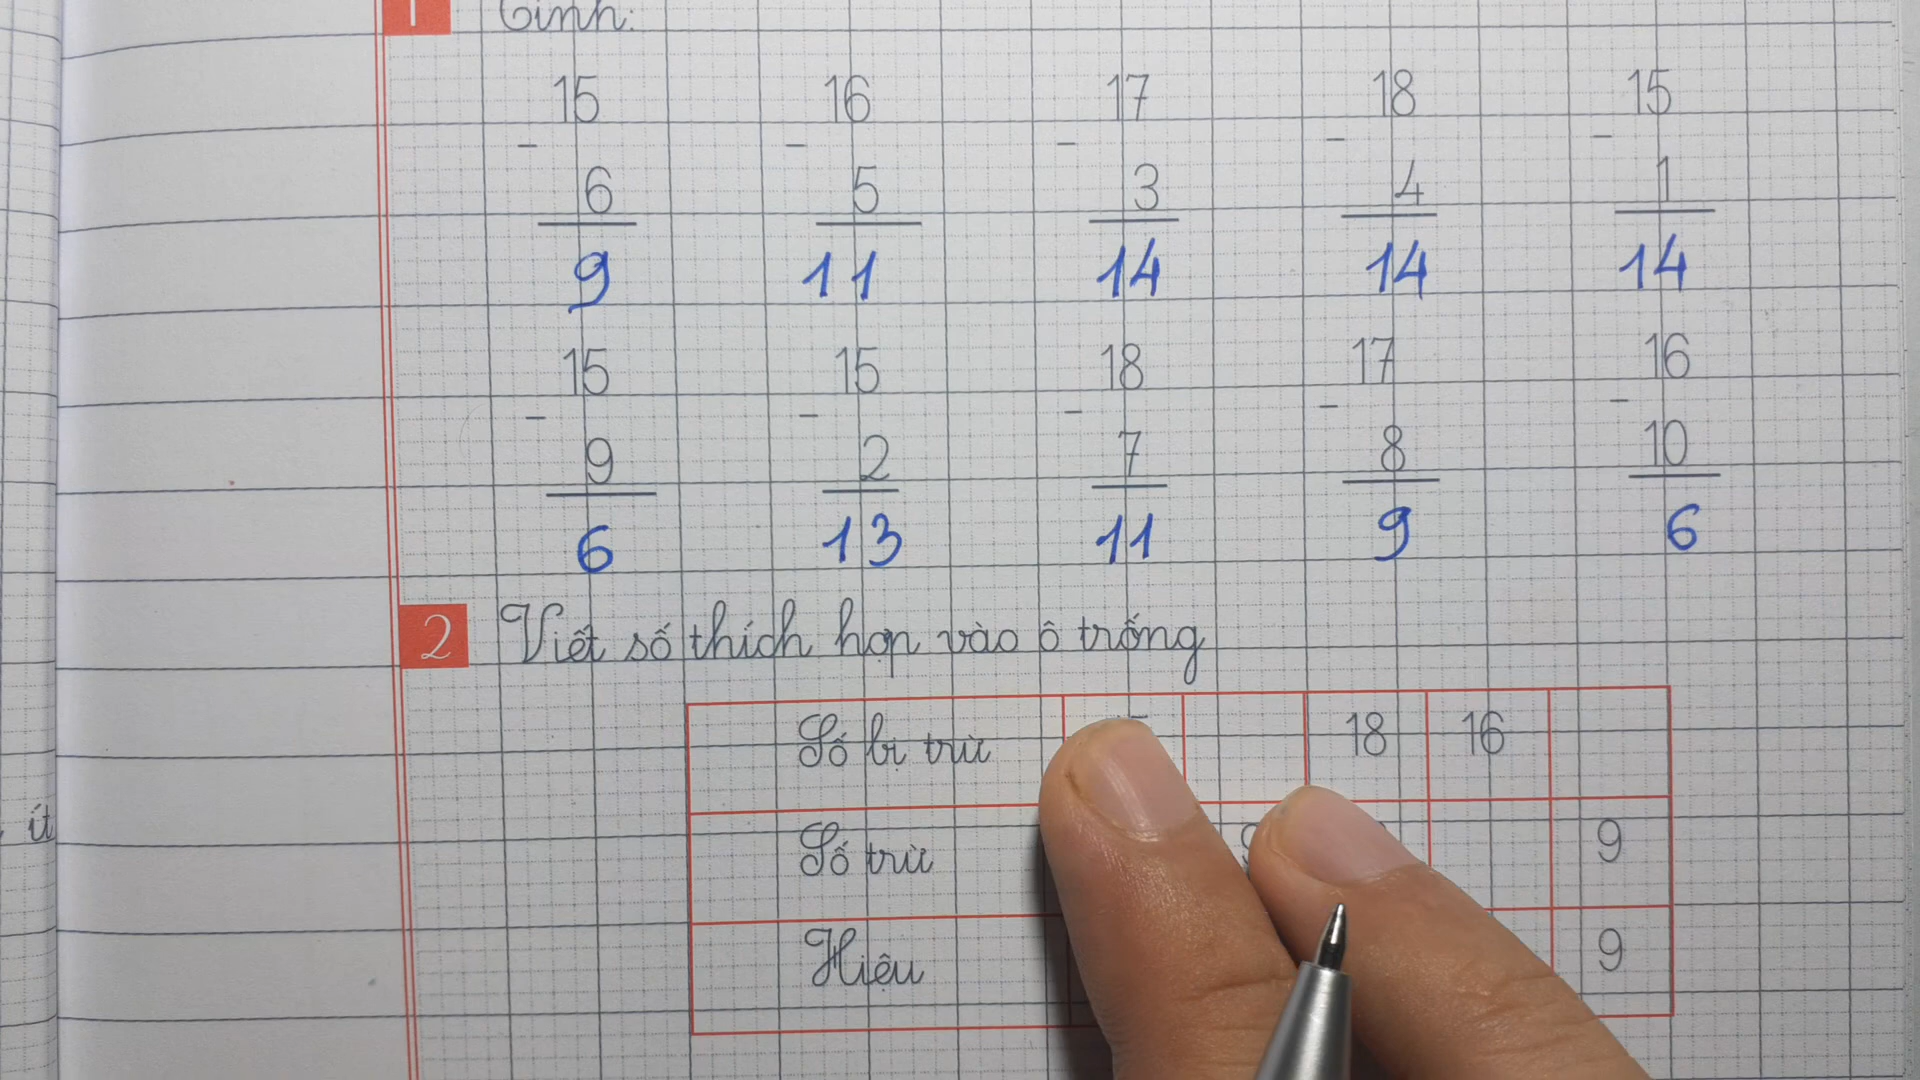 1 Tính:
15 16 17 18 15
- - - - -
6 5 3 4 1
9 11 14 14 14
15 15 18 17 16
- - - - -
9 2 7 8 10
6 13 11 9 6
2 Viết số thích hợp vào ô trống
Số bị trừ 18 16
Số trừ 9
ít
Hiệu 9